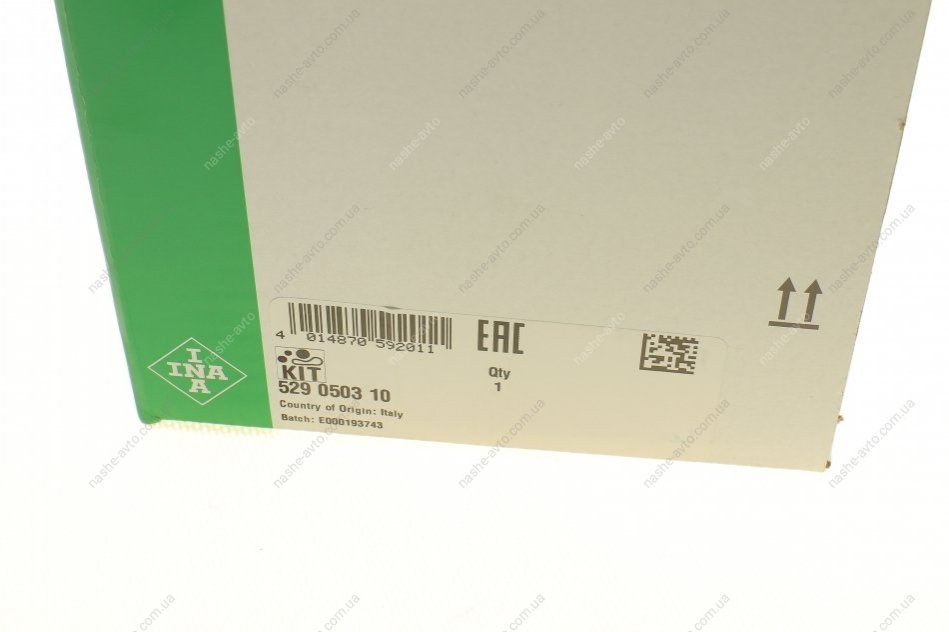 4 014870 592011
EAC
KIT
Qty
529 0503 10
1
Country of Origin: Italy
Batch: E000193743
I
INA
A
nashe-avto.com.ua